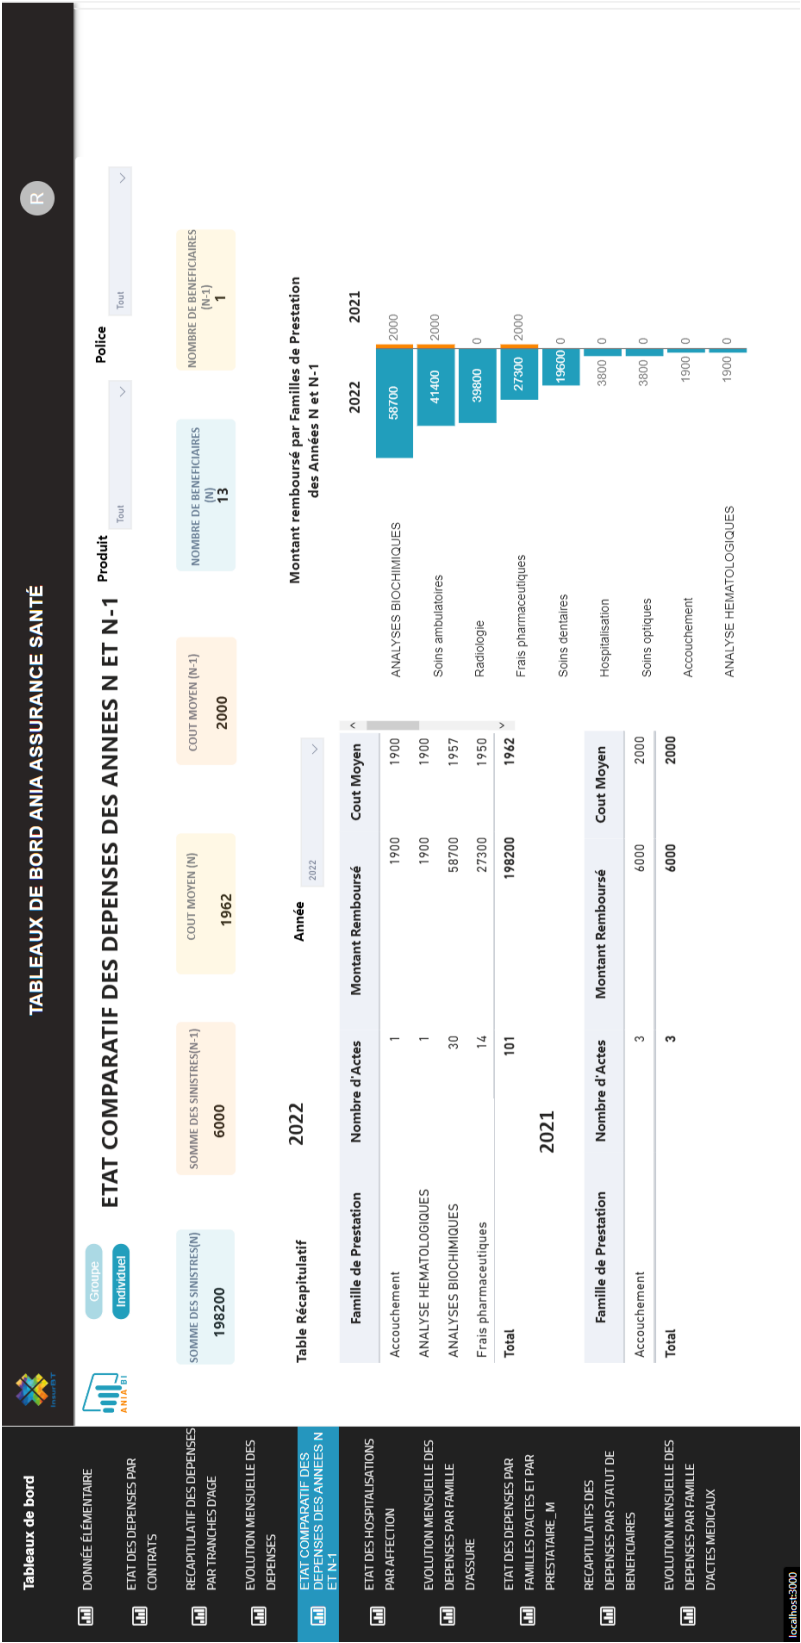 TABLEAUX DE BORD ANIA ASSURANCE SANTÉ
R
Tableaux de bord
DONNÉE ÉLÉMENTAIRE
ETAT DES DEPENSES PAR
CONTRATS
RECAPITULATIF DES DEPENSES
PAR TRANCHES D'AGE
EVOLUTION MENSUELLE DES
DEPENSES
ETAT COMPARATIF DES
DEPENSES DES ANNEES N
ET N-1
ETAT DES HOSPITALISATIONS
PAR AFFECTION
EVOLUTION MENSUELLE DES
DEPENSES PAR FAMILLE
D'ASSURE
ETAT DES DEPENSES PAR
FAMILLES D'ACTES ET PAR
PRESTATAIRE_M
RECAPITULATIFS DES
DEPENSES PAR STATUT DE
BENEFICIAIRES
EVOLUTION MENSUELLE DES
DEPENSES PAR FAMILLE
D'ACTES MEDICAUX
localhost:3000
ANIA BI
Groupe
Individuel
ETAT COMPARATIF DES DEPENSES DES ANNEES N ET N-1
Produit
Tout
Police
Tout
SOMME DES SINISTRES(N)
198200
SOMME DES SINISTRES(N-1)
6000
COUT MOYEN (N)
1962
COUT MOYEN (N-1)
2000
NOMBRE DE BENEFICIAIRES
(N)
13
NOMBRE DE BENEFICIAIRES
(N-1)
1
Table Récapitulatif
2022
Année
2022
Famille de Prestation Nombre d'Actes Montant Remboursé Cout Moyen
Accouchement 1 1900 1900
ANALYSE HEMATOLOGIQUES 1 1900 1900
ANALYSES BIOCHIMIQUES 30 58700 1957
Frais pharmaceutiques 14 27300 1950
Total 101 198200 1962
2021
Famille de Prestation Nombre d'Actes Montant Remboursé Cout Moyen
Accouchement 3 6000 2000
Total 3 6000 2000
Montant remboursé par Familles de Prestation
des Années N et N-1
2022 2021
ANALYSES BIOCHIMIQUES 58700 2000
Soins ambulatoires 41400 2000
Radiologie 39800 0
Frais pharmaceutiques 27300 2000
Soins dentaires 19600 0
Hospitalisation 3800 0
Soins optiques 3800 0
Accouchement 1900 0
ANALYSE HEMATOLOGIQUES 1900 0